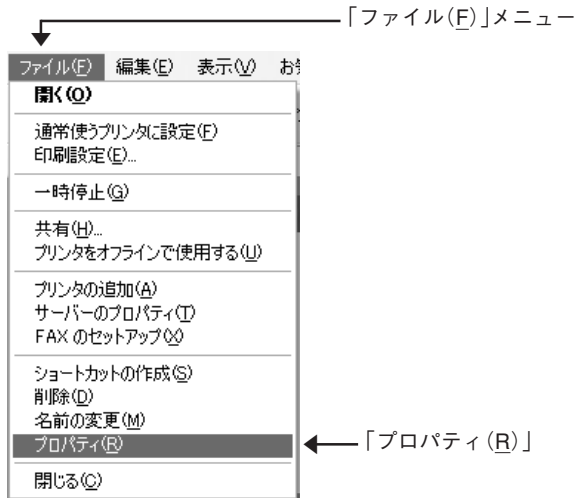 「ファイル(F)」メニュー
ファイル(F) 編集(E) 表示(V)
開く(O)
通常使うプリンタに設定(F)
印刷設定(E)...
一時停止(G)
共有(H)...
プリンタをオフラインで使用する(U)
プリンタの追加(A)
サーバーのプロパティ(T)
FAX のセットアップ(X)
ショートカットの作成(S)
削除(D)
名前の変更(M)
プロパティ(R)
「プロパティ(R)」
閉じる(C)